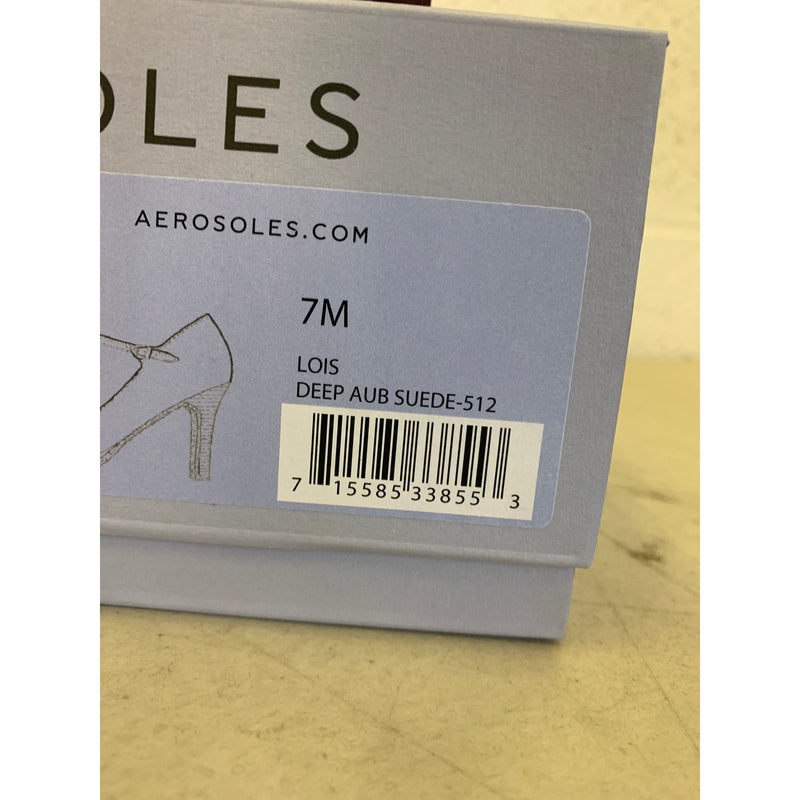 OLES
AEROSOLES.COM
7M
LOIS
DEEP AUB SUEDE-512
7 15585 33855 3